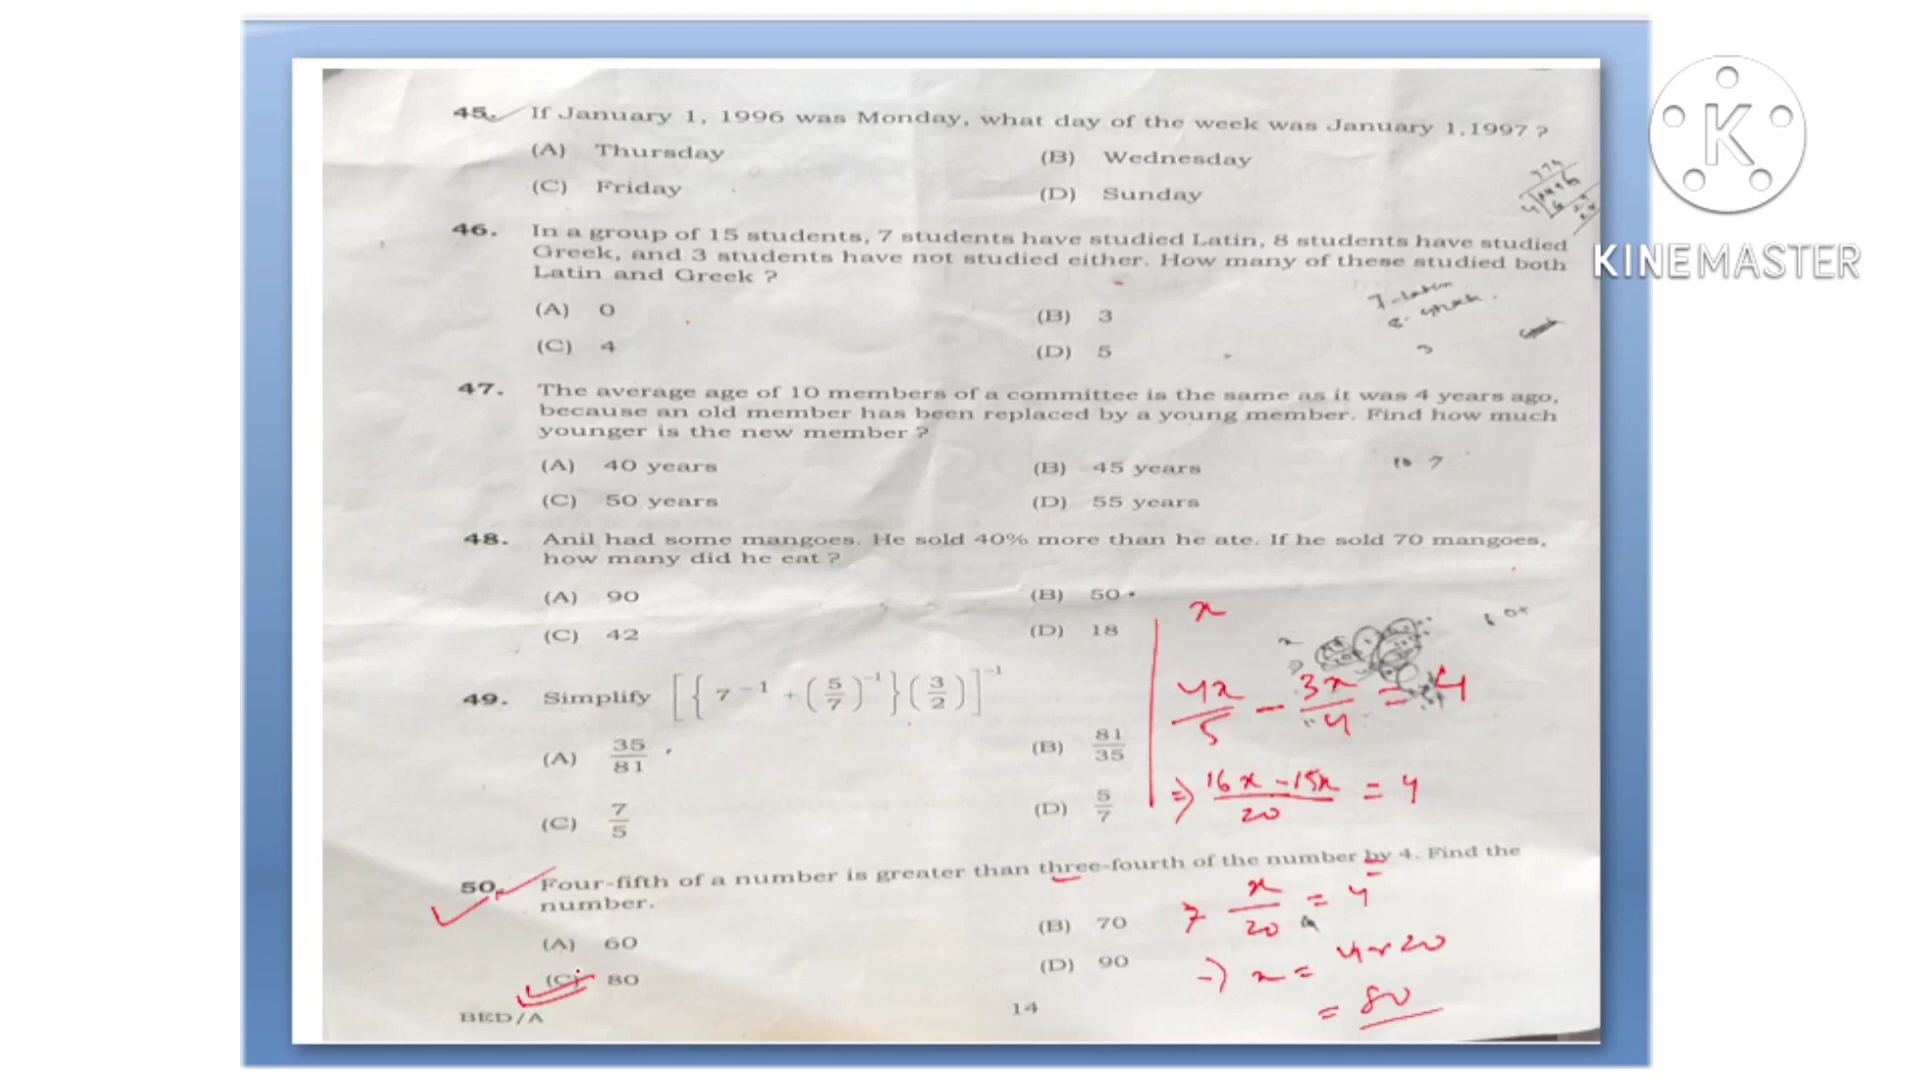 45. If January 1, 1996 was Monday, what day of the week was January 1,1997 ?
(A) Thursday (B) Wednesday
(C) Friday (D) Sunday
46. In a group of 15 students, 7 students have studied Latin, 8 students have studied
Greek, and 3 students have not studied either. How many of these studied both
Latin and Greek ?
(A) 0 (B) 3
(C) 4 (D) 5
7 - Latin
47. The average age of 10 members of a committee is the same as it was 4 years ago,
because an old member has been replaced by a young member. Find how much
younger is the new member ?
(A) 40 years (B) 45 years
(C) 50 years (D) 55 years
48. Anil had some mangoes. He sold 40% more than he ate. If he sold 70 mangoes,
how many did he eat ?
(A) 90 (B) 50
(C) 42 (D) 18
49. Simplify [ { 7⁻¹ + (5/7)⁻¹ } (3/2) ]⁻¹
(A) 35/81 (B) 81/35
(C) 7/5 (D) 5/7
50. Four-fifth of a number is greater than three-fourth of the number by 4. Find the
number.
(A) 60 (B) 70
(C) 80 (D) 90
BED/A 14
x
4x/5 - 3x/4 = 4
⇒ 16x - 15x/20 = 4
⇒ x/20 = 4
⇒ x = 4 × 20
= 80
K
KINEMASTER